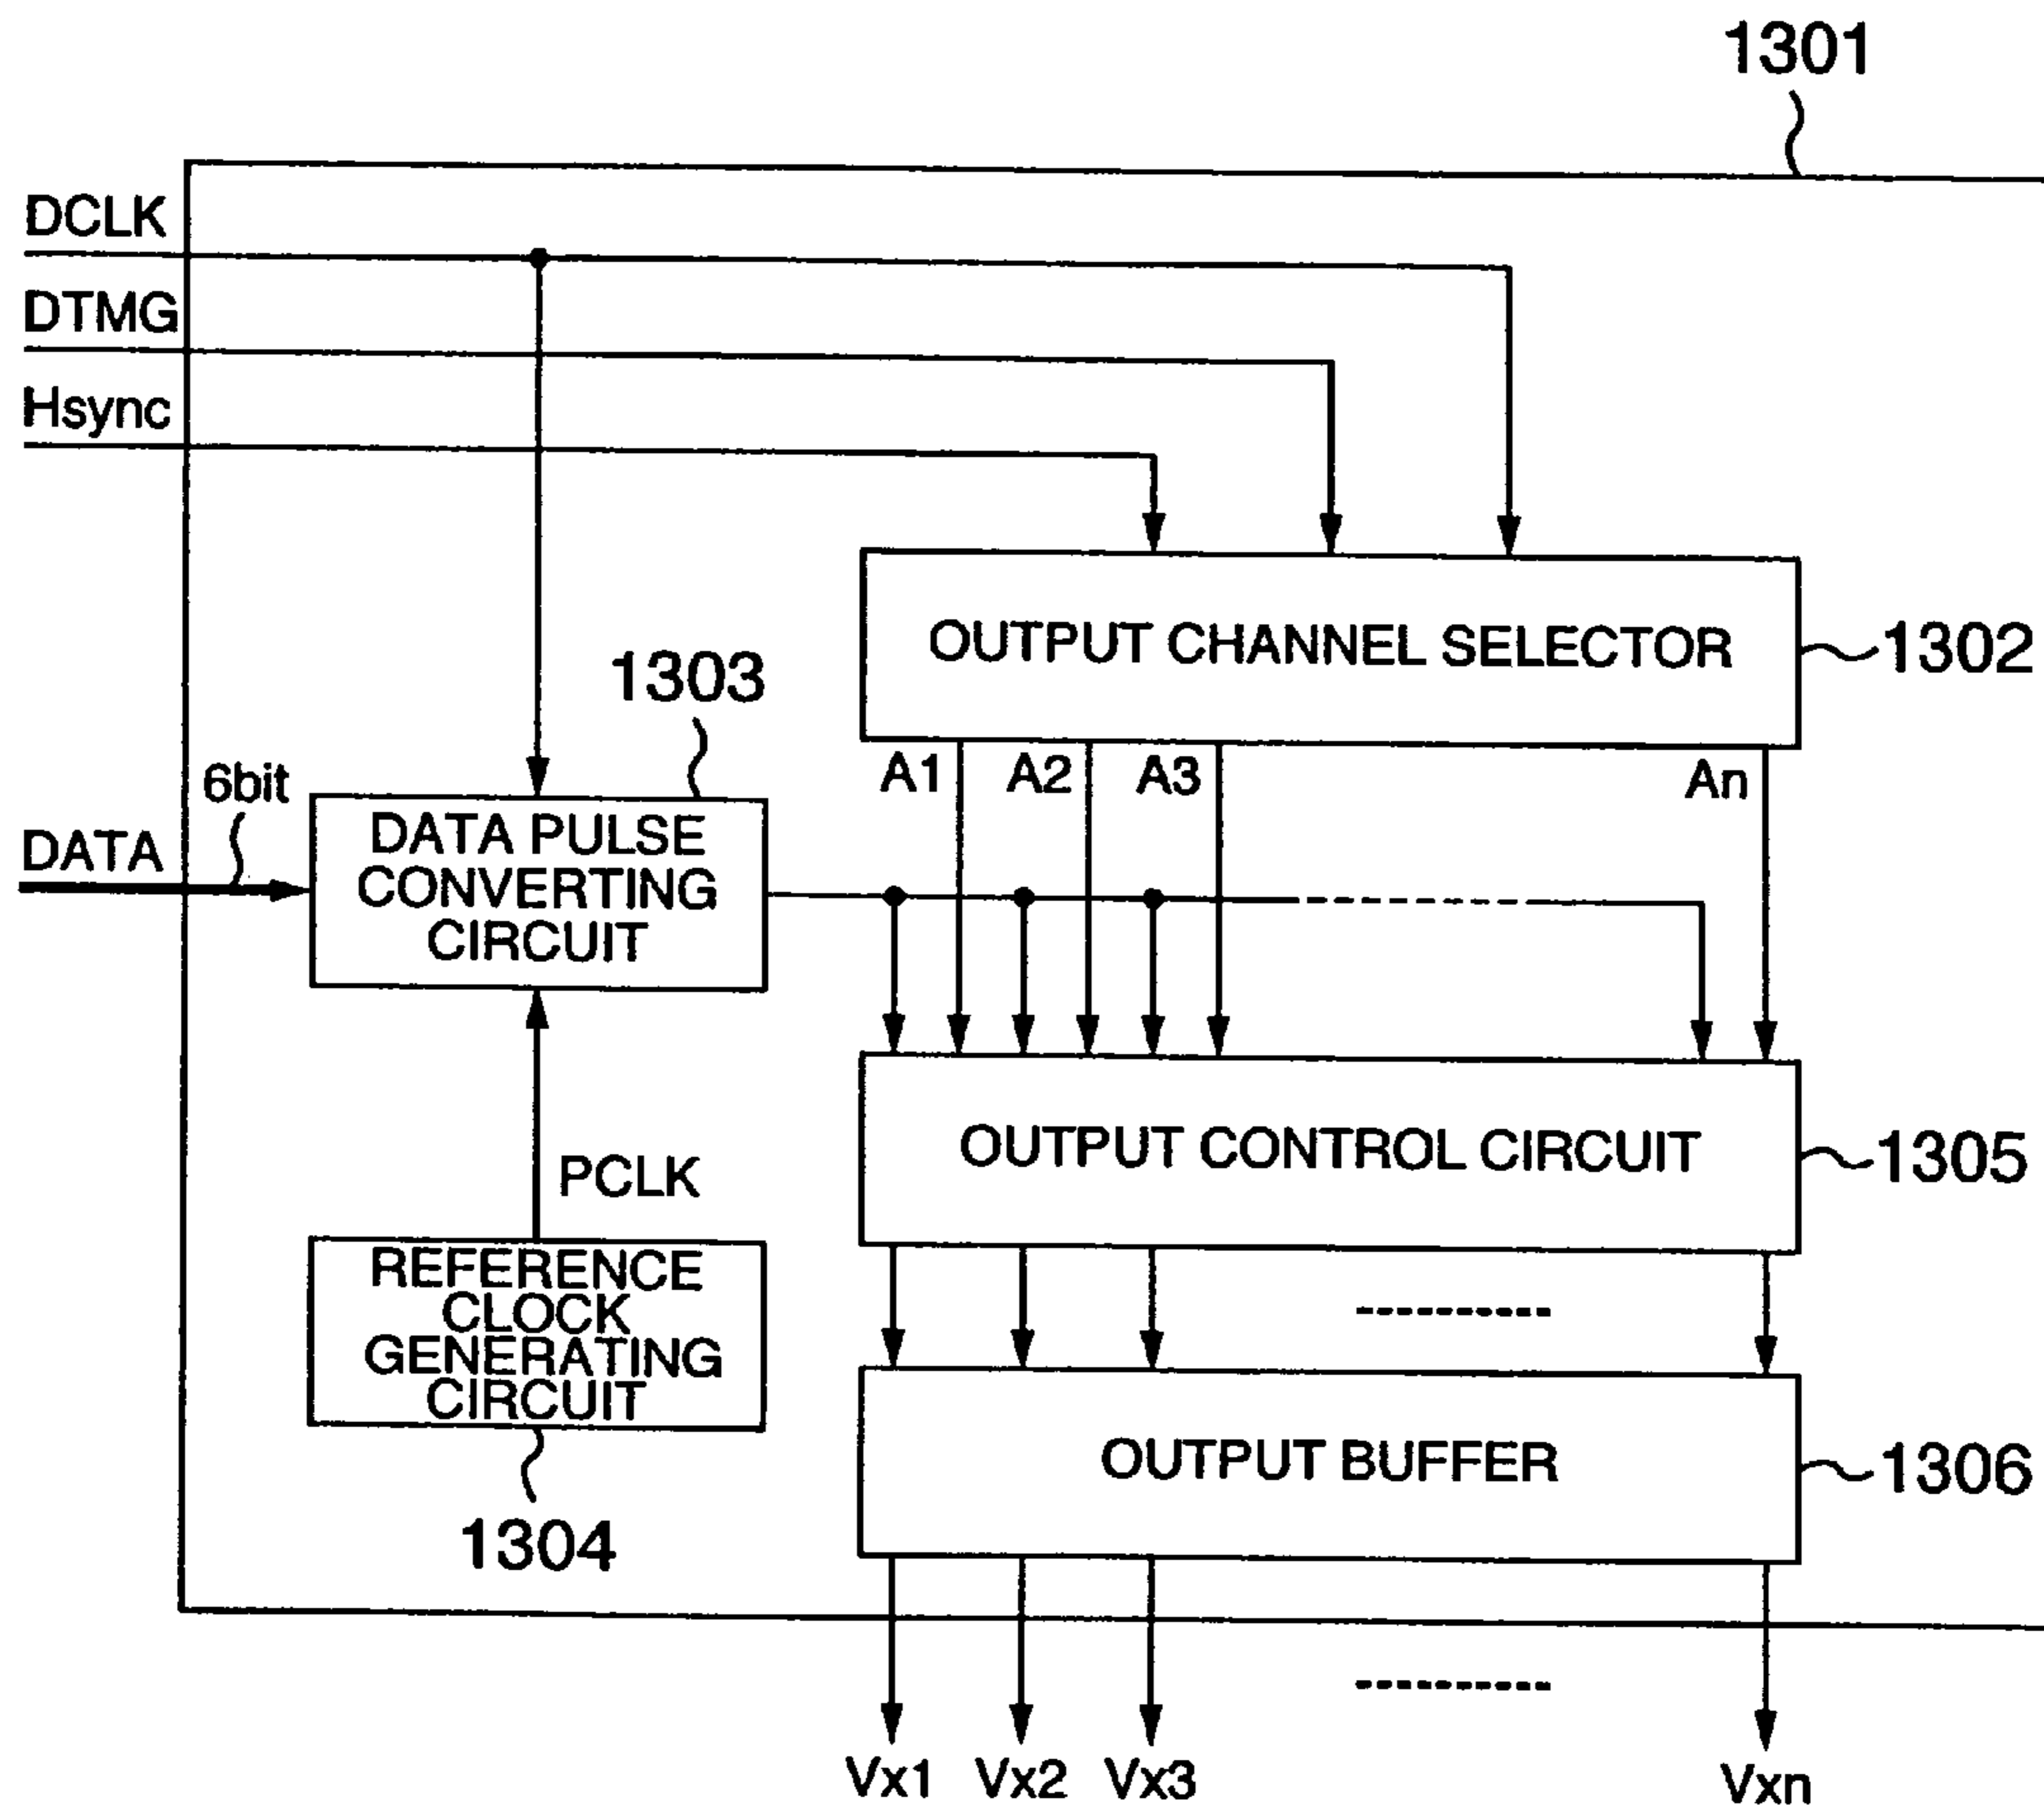 1301
DCLK
DTMG
Hsync
OUTPUT CHANNEL SELECTOR
1302
1303
A1
A2
A3
An
6bit
DATA
DATA PULSE
CONVERTING
CIRCUIT
OUTPUT CONTROL CIRCUIT
1305
PCLK
REFERENCE
CLOCK
GENERATING
CIRCUIT
OUTPUT BUFFER
1306
1304
Vx1
Vx2
Vx3
Vxn